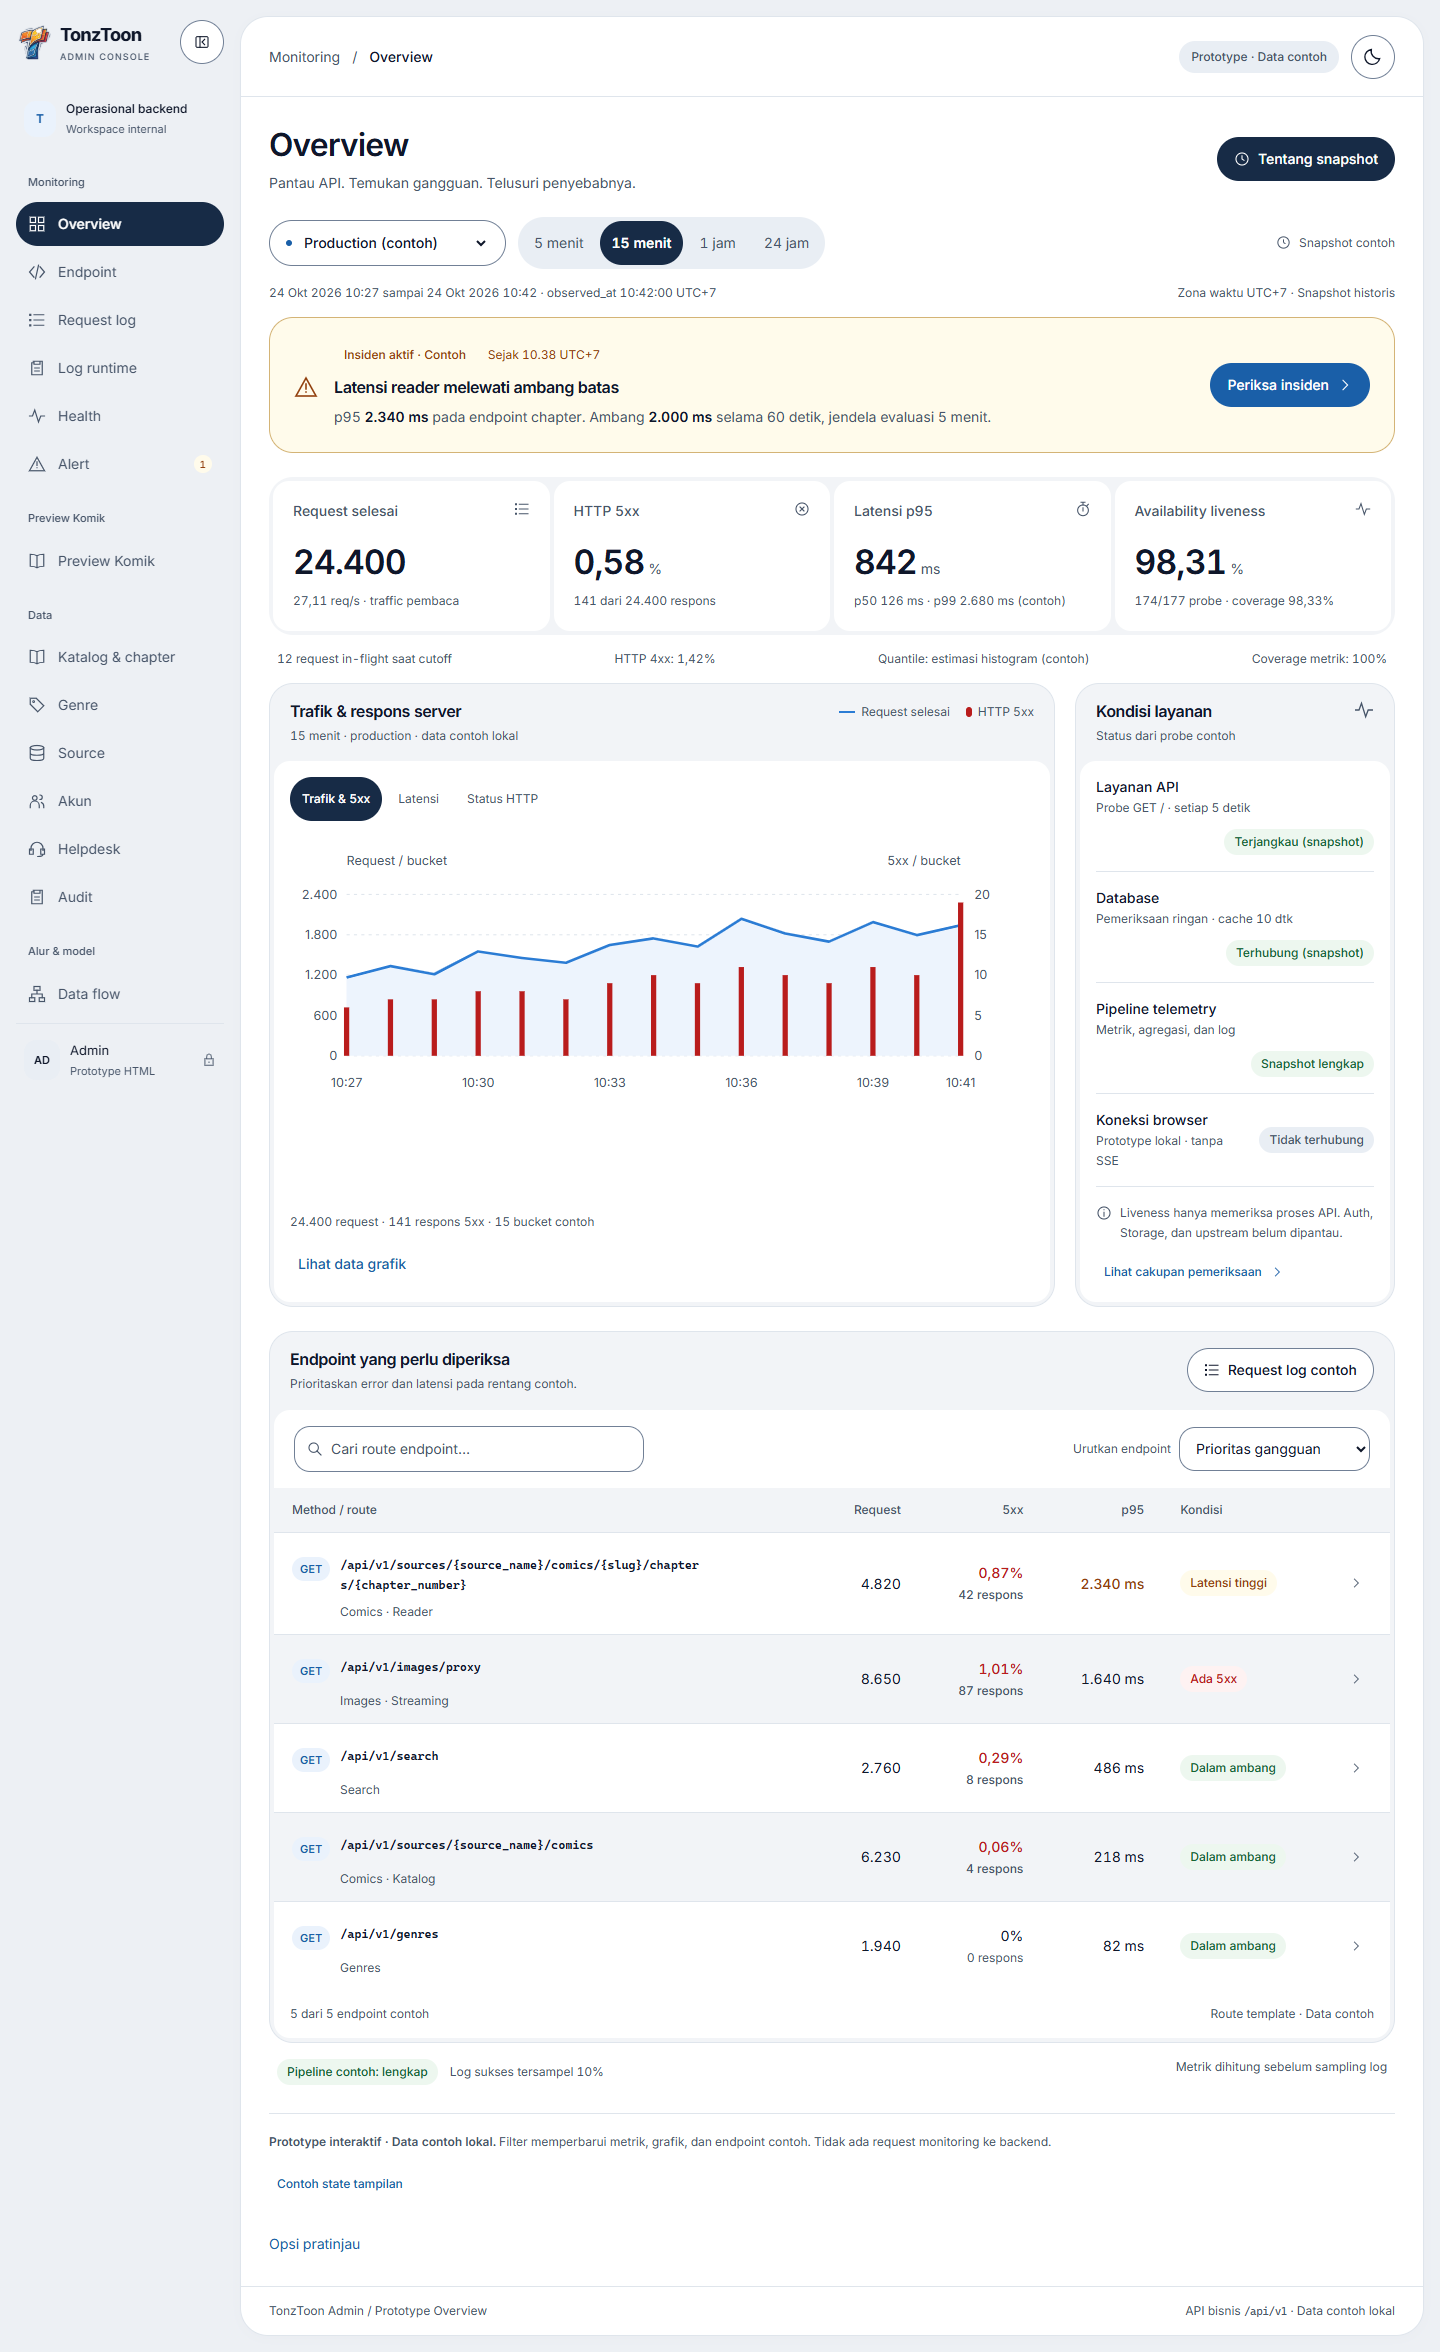 TonzToon
ADMIN CONSOLE
T
Operasional backend
Workspace internal
Monitoring
Overview
Endpoint
Request log
Log runtime
Health
Alert
1
Preview Komik
Preview Komik
Data
Katalog & chapter
Genre
Source
Akun
Helpdesk
Audit
Alur & model
Data flow
AD
Admin
Prototype HTML
Monitoring / Overview
Prototype · Data contoh
Overview
Pantau API. Temukan gangguan. Telusuri penyebabnya.
Tentang snapshot
Production (contoh)
5 menit
15 menit
1 jam
24 jam
Snapshot contoh
24 Okt 2026 10:27 sampai 24 Okt 2026 10:42 · observed_at 10:42:00 UTC+7
Zona waktu UTC+7 · Snapshot historis
Insiden aktif · Contoh
Sejak 10.38 UTC+7
Latensi reader melewati ambang batas
p95 2.340 ms pada endpoint chapter. Ambang 2.000 ms selama 60 detik, jendela evaluasi 5 menit.
Periksa insiden
Request selesai
24.400
27,11 req/s · traffic pembaca
HTTP 5xx
0,58 %
141 dari 24.400 respons
Latensi p95
842 ms
p50 126 ms · p99 2.680 ms (contoh)
Availability liveness
98,31 %
174/177 probe · coverage 98,33%
12 request in-flight saat cutoff
HTTP 4xx: 1,42%
Quantile: estimasi histogram (contoh)
Coverage metrik: 100%
Trafik & respons server
15 menit · production · data contoh lokal
Request selesai
HTTP 5xx
Trafik & 5xx
Latensi
Status HTTP
Request / bucket
5xx / bucket
2.400
1.800
1.200
600
0
20
15
10
5
0
10:27
10:30
10:33
10:36
10:39
10:41
24.400 request · 141 respons 5xx · 15 bucket contoh
Lihat data grafik
Kondisi layanan
Status dari probe contoh
Layanan API
Probe GET / · setiap 5 detik
Terjangkau (snapshot)
Database
Pemeriksaan ringan · cache 10 dtk
Terhubung (snapshot)
Pipeline telemetry
Metrik, agregasi, dan log
Snapshot lengkap
Koneksi browser
Prototype lokal · tanpa
SSE
Tidak terhubung
Liveness hanya memeriksa proses API. Auth,
Storage, dan upstream belum dipantau.
Lihat cakupan pemeriksaan
Endpoint yang perlu diperiksa
Prioritaskan error dan latensi pada rentang contoh.
Request log contoh
Cari route endpoint...
Urutkan endpoint
Prioritas gangguan
Method / route
Request
5xx
p95
Kondisi
GET
/api/v1/sources/{source_name}/comics/{slug}/chapter
s/{chapter_number}
Comics · Reader
4.820
0,87%
42 respons
2.340 ms
Latensi tinggi
GET
/api/v1/images/proxy
Images · Streaming
8.650
1,01%
87 respons
1.640 ms
Ada 5xx
GET
/api/v1/search
Search
2.760
0,29%
8 respons
486 ms
Dalam ambang
GET
/api/v1/sources/{source_name}/comics
Comics · Katalog
6.230
0,06%
4 respons
218 ms
Dalam ambang
GET
/api/v1/genres
Genres
1.940
0%
0 respons
82 ms
Dalam ambang
5 dari 5 endpoint contoh
Route template · Data contoh
Pipeline contoh: lengkap
Log sukses tersampel 10%
Metrik dihitung sebelum sampling log
Prototype interaktif · Data contoh lokal. Filter memperbarui metrik, grafik, dan endpoint contoh. Tidak ada request monitoring ke backend.
Contoh state tampilan
Opsi pratinjau
TonzToon Admin / Prototype Overview
API bisnis /api/v1 · Data contoh lokal